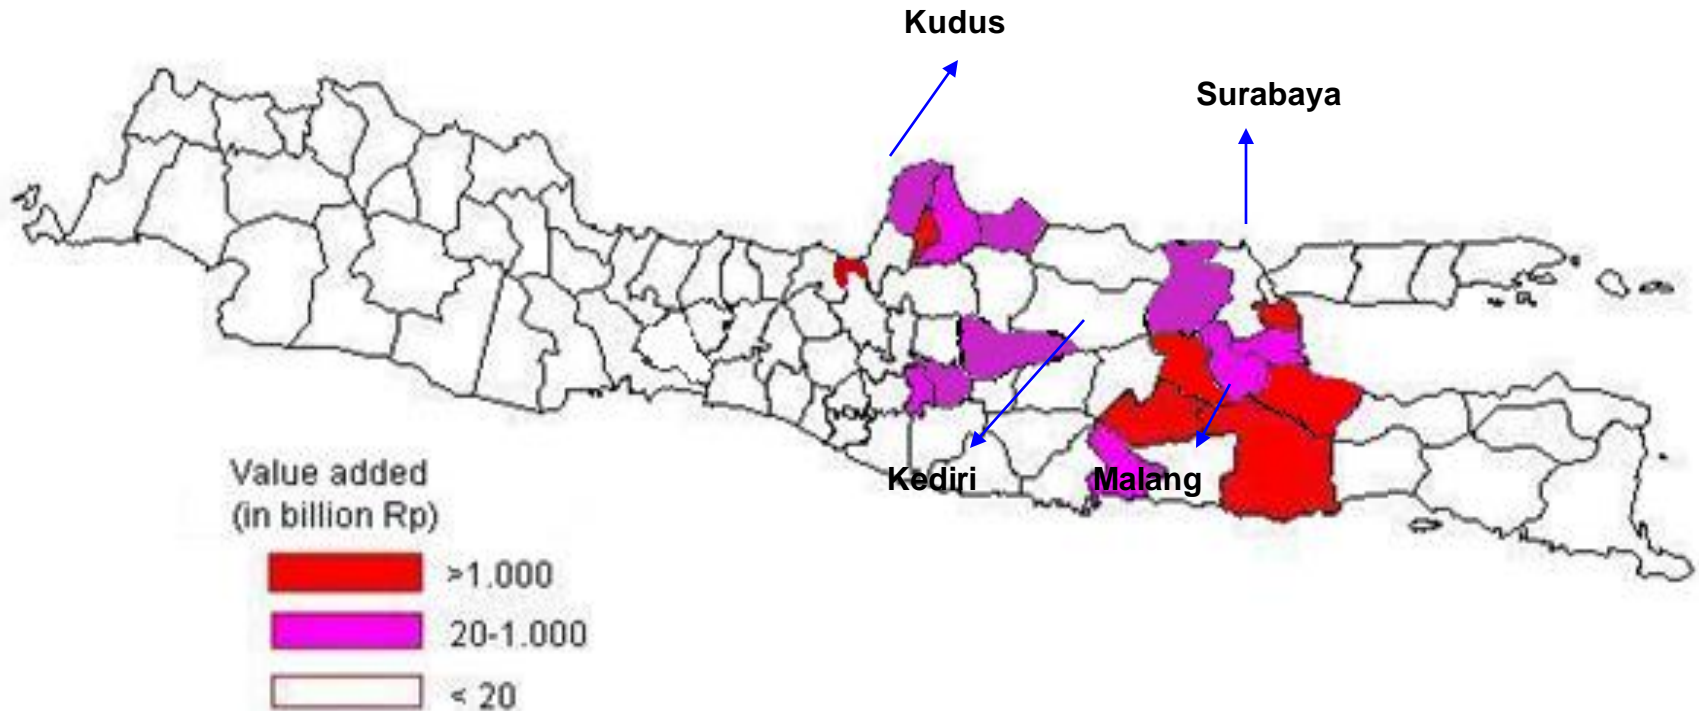 Kudus
Surabaya
Kediri
Malang
Value added
(in billion Rp)
>1.000
20-1.000
< 20